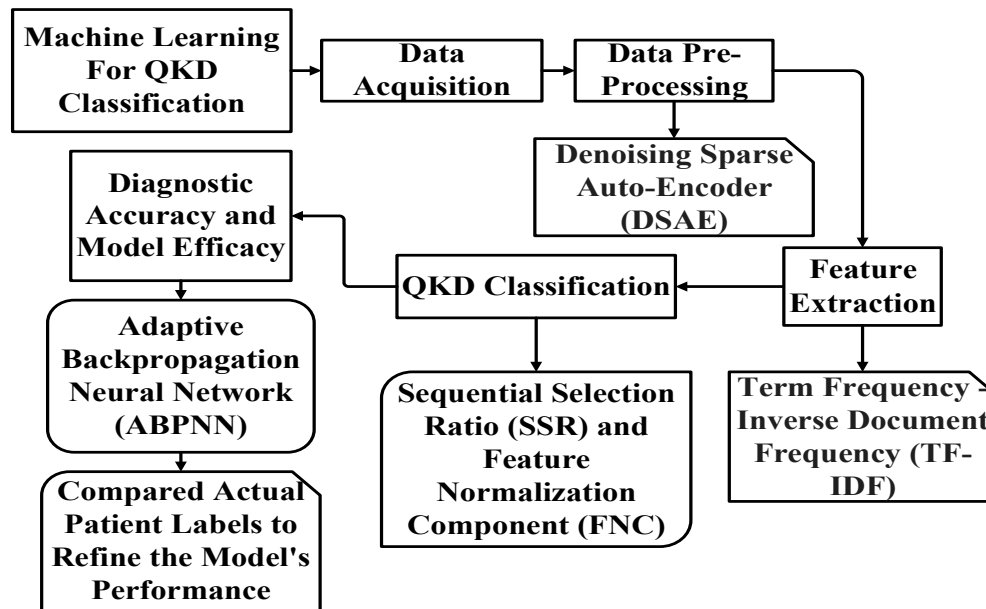 Machine Learning
For QKD
Classification
Data
Acquisition
Data Pre-
Processing
Denoising Sparse
Auto-Encoder
(DSAE)
Diagnostic
Accuracy and
Model Efficacy
QKD Classification
Feature
Extraction
Adaptive
Backpropagation
Neural Network
(ABPNN)
Sequential Selection
Ratio (SSR) and
Feature
Normalization
Component (FNC)
Term Frequency -
Inverse Document
Frequency (TF-
IDF)
Compared Actual
Patient Labels to
Refine the Model's
Performance